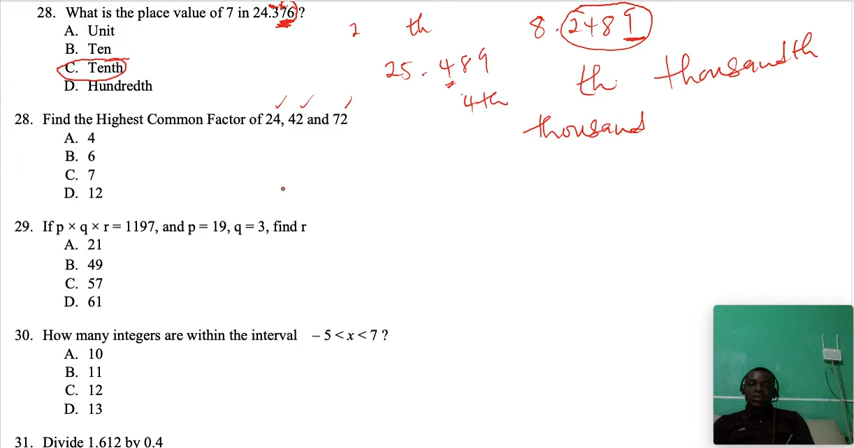 28. What is the place value of 7 in 24.376 ?
A. Unit
B. Ten
C. Tenth
D. Hundredth
2 th
25.489
4th
8.2489
th thousandth
thousand
28. Find the Highest Common Factor of 24, 42 and 72
A. 4
B. 6
C. 7
D. 12
29. If p × q × r = 1197, and p = 19, q = 3, find r
A. 21
B. 49
C. 57
D. 61
30. How many integers are within the interval − 5 < x < 7 ?
A. 10
B. 11
C. 12
D. 13
31. Divide 1.612 by 0.4